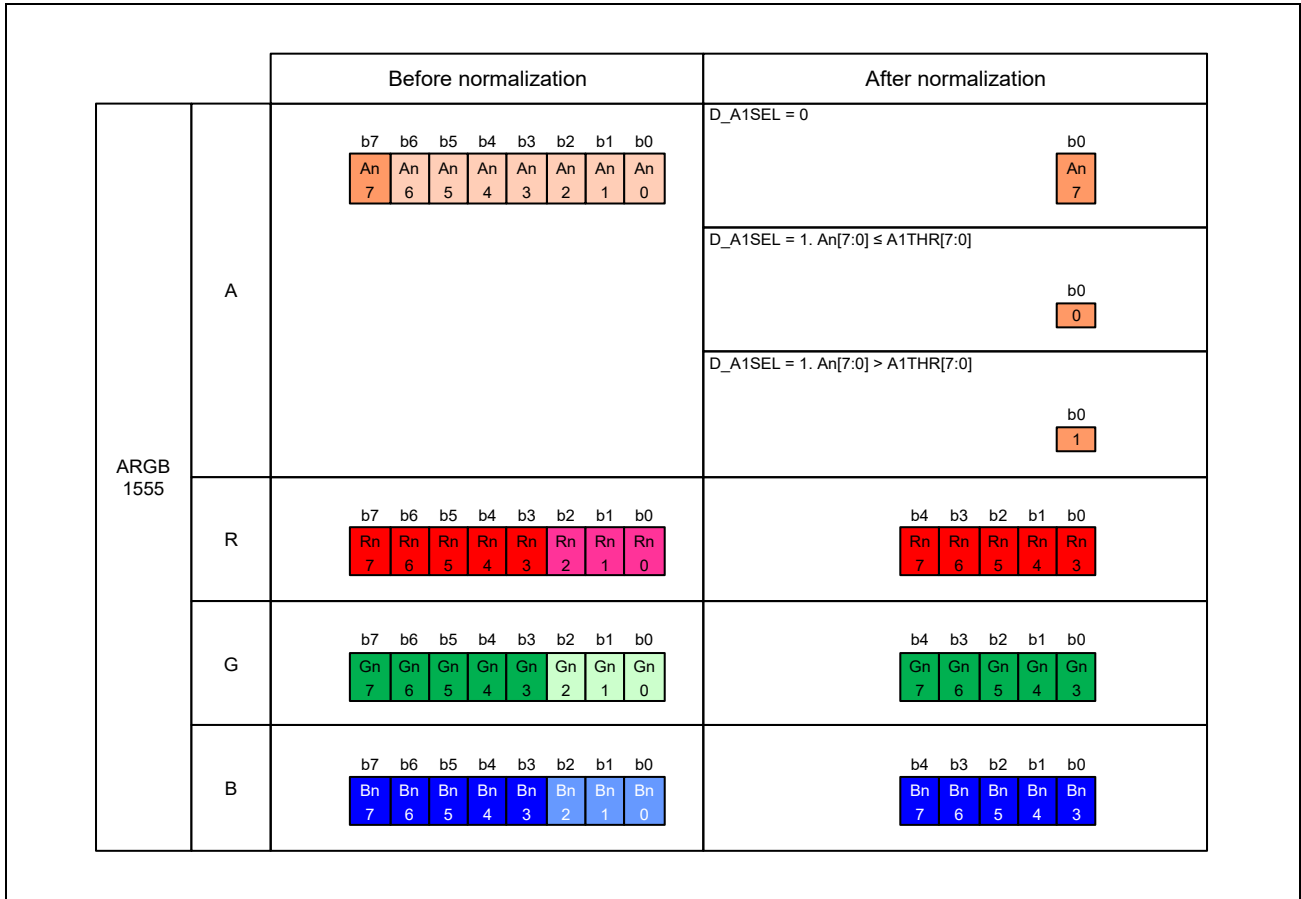 Before normalization After normalization
D_A1SEL = 0
b7 b6 b5 b4 b3 b2 b1 b0 b0
An An An An An An An An An
7 6 5 4 3 2 1 0 7
D_A1SEL = 1. An[7:0] ≤ A1THR[7:0]
A b0
0
D_A1SEL = 1. An[7:0] > A1THR[7:0]
b0
1
ARGB
1555
b7 b6 b5 b4 b3 b2 b1 b0 b4 b3 b2 b1 b0
R Rn Rn Rn Rn Rn Rn Rn Rn Rn Rn Rn Rn Rn
7 6 5 4 3 2 1 0 7 6 5 4 3
b7 b6 b5 b4 b3 b2 b1 b0 b4 b3 b2 b1 b0
G Gn Gn Gn Gn Gn Gn Gn Gn Gn Gn Gn Gn Gn
7 6 5 4 3 2 1 0 7 6 5 4 3
b7 b6 b5 b4 b3 b2 b1 b0 b4 b3 b2 b1 b0
B Bn Bn Bn Bn Bn Bn Bn Bn Bn Bn Bn Bn Bn
7 6 5 4 3 2 1 0 7 6 5 4 3